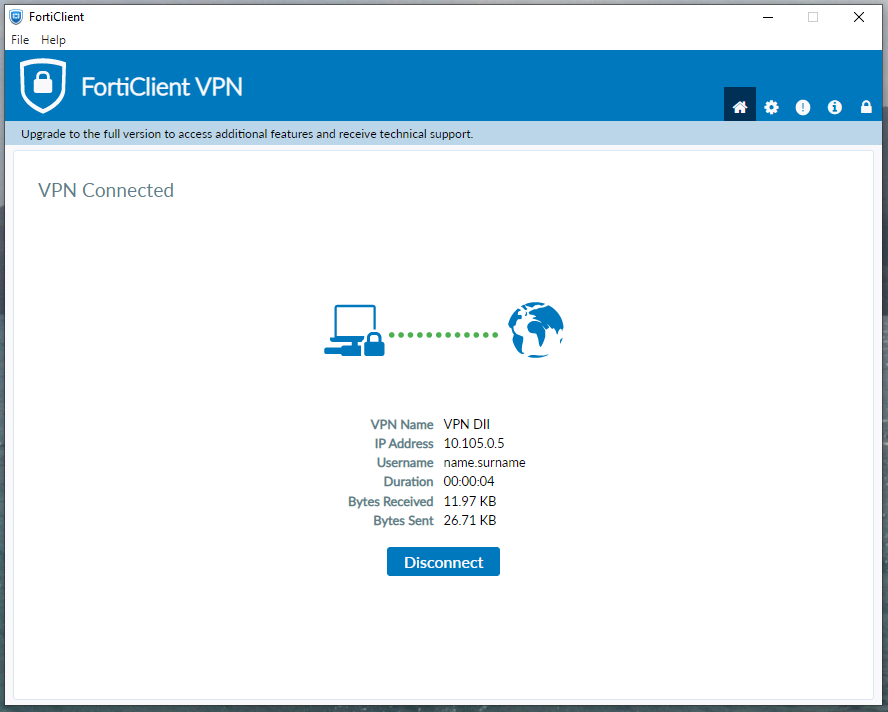 FortiClient
File Help
FortiClient VPN
Upgrade to the full version to access additional features and receive technical support.
VPN Connected
VPN Name VPN DII
IP Address 10.105.0.5
Username name.surname
Duration 00:00:04
Bytes Received 11.97 KB
Bytes Sent 26.71 KB
Disconnect